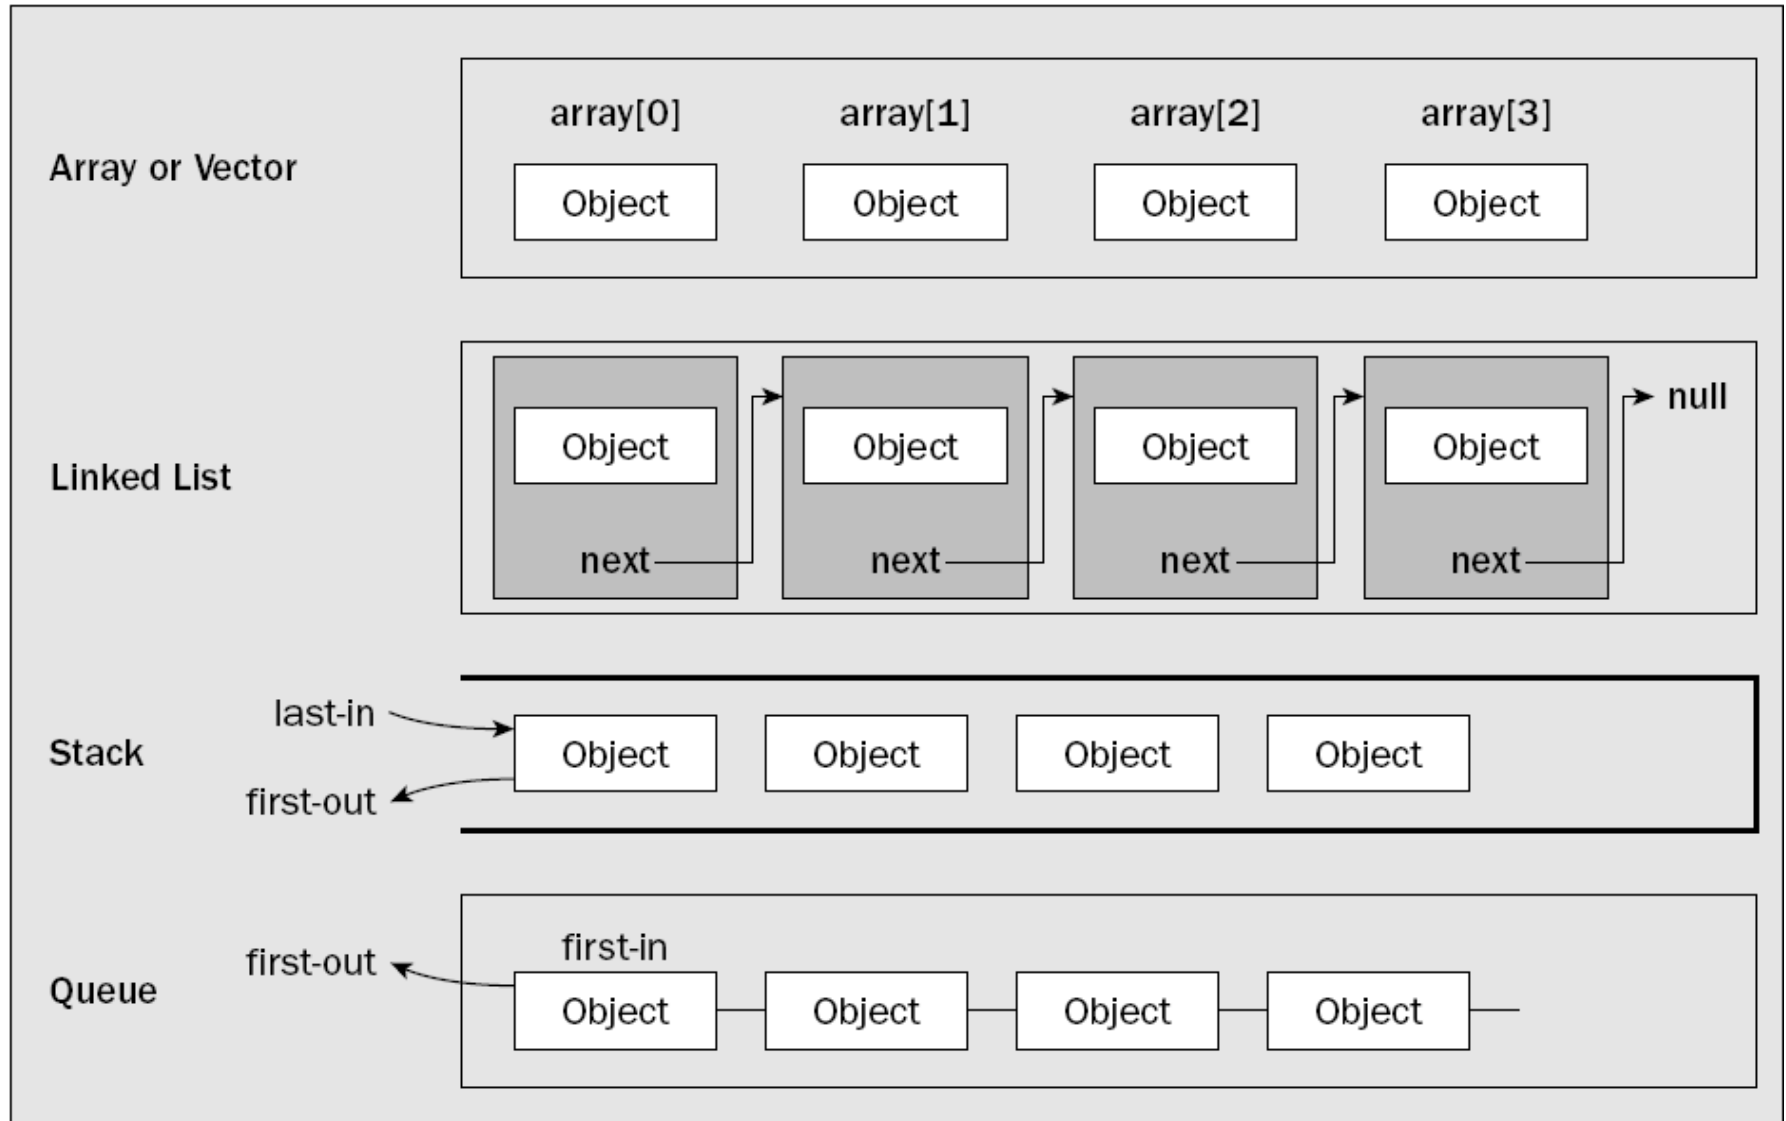 array[0] array[1] array[2] array[3]
Array or Vector
Object Object Object Object
null
Object Object Object Object
Linked List
next next next next
last-in
Stack
Object Object Object Object
first-out
first-in
first-out
Queue
Object Object Object Object